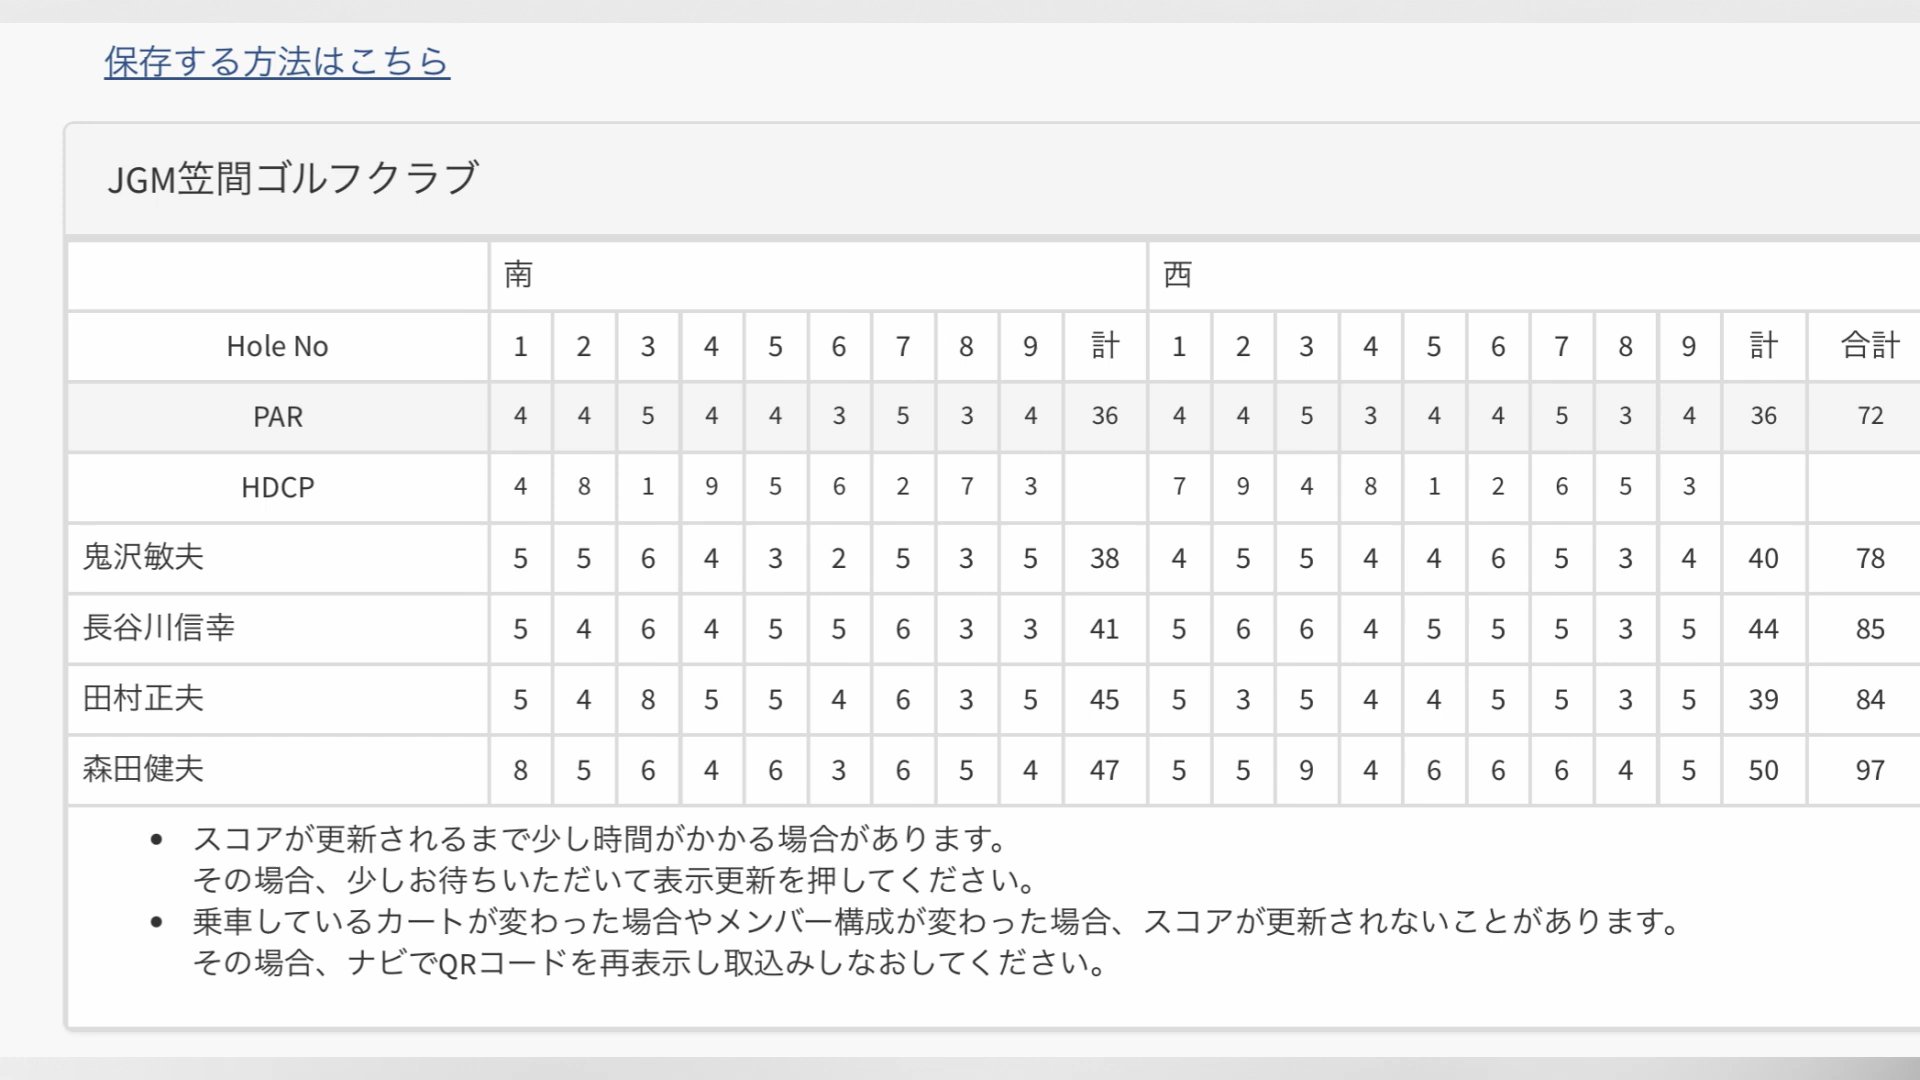 保存する方法はこちら
JGM笠間ゴルフクラブ
南 西
Hole No 1 2 3 4 5 6 7 8 9 計 1 2 3 4 5 6 7 8 9 計 合計
PAR 4 4 5 4 4 3 5 3 4 36 4 4 5 3 4 4 5 3 4 36 72
HDCP 4 8 1 9 5 6 2 7 3 7 9 4 8 1 2 6 5 3
鬼沢敏夫 5 5 6 4 3 2 5 3 5 38 4 5 5 4 4 6 5 3 4 40 78
長谷川信幸 5 4 6 4 5 5 6 3 3 41 5 6 6 4 5 5 5 3 5 44 85
田村正夫 5 4 8 5 5 4 6 3 5 45 5 3 5 4 4 5 5 3 5 39 84
森田健夫 8 5 6 4 6 3 6 5 4 47 5 5 9 4 6 6 6 4 5 50 97
• スコアが更新されるまで少し時間がかかる場合があります。
その場合、少しお待ちいただいて表示更新を押してください。
• 乗車しているカートが変わった場合やメンバー構成が変わった場合、スコアが更新されないことがあります。
その場合、ナビでQRコードを再表示し取込みしなおしてください。